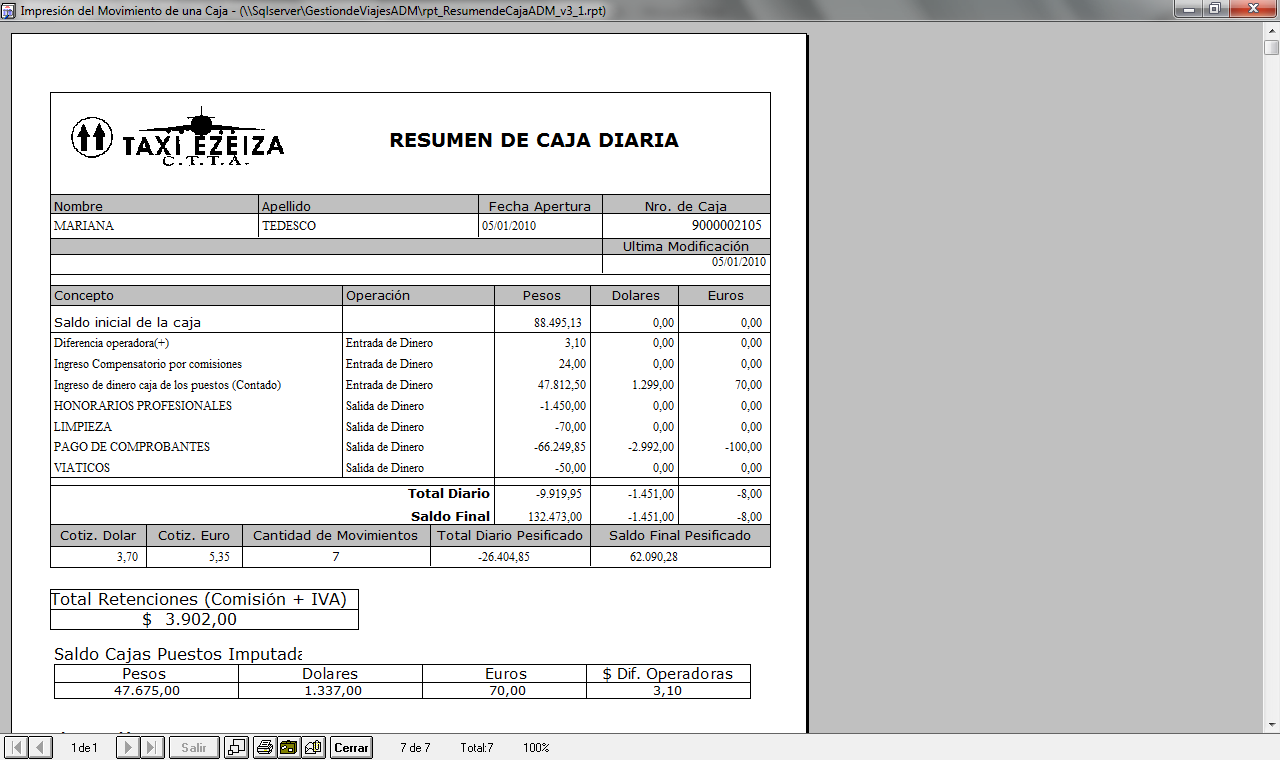 Impresión del Movimiento de una Caja - (\\Sqlserver\GestiondeViajesADM\rpt_ResumendeCajaADM_v3_1.rpt)
TAXI EZEIZA
C.T.T.A.
RESUMEN DE CAJA DIARIA
Nombre Apellido Fecha Apertura Nro. de Caja
MARIANA TEDESCO 05/01/2010 9000002105
Ultima Modificación
05/01/2010
Concepto Operación Pesos Dolares Euros
Saldo inicial de la caja 88.495,13 0,00 0,00
Diferencia operadora(+) Entrada de Dinero 3,10 0,00 0,00
Ingreso Compensatorio por comisiones Entrada de Dinero 24,00 0,00 0,00
Ingreso de dinero caja de los puestos (Contado) Entrada de Dinero 47.812,50 1.299,00 70,00
HONORARIOS PROFESIONALES Salida de Dinero -1.450,00 0,00 0,00
LIMPIEZA Salida de Dinero -70,00 0,00 0,00
PAGO DE COMPROBANTES Salida de Dinero -66.249,85 -2.992,00 -100,00
VIATICOS Salida de Dinero -50,00 0,00 0,00
Total Diario -9.919,95 -1.451,00 -8,00
Saldo Final 132.473,00 -1.451,00 -8,00
Cotiz. Dolar Cotiz. Euro Cantidad de Movimientos Total Diario Pesificado Saldo Final Pesificado
3,70 5,35 7 -26.404,85 62.090,28
Total Retenciones (Comisión + IVA)
$ 3.902,00
Saldo Cajas Puestos Imputada
Pesos Dolares Euros $ Dif. Operadoras
47.675,00 1.337,00 70,00 3,10
1 de 1 Salir Cerrar 7 de 7 Total:7 100%